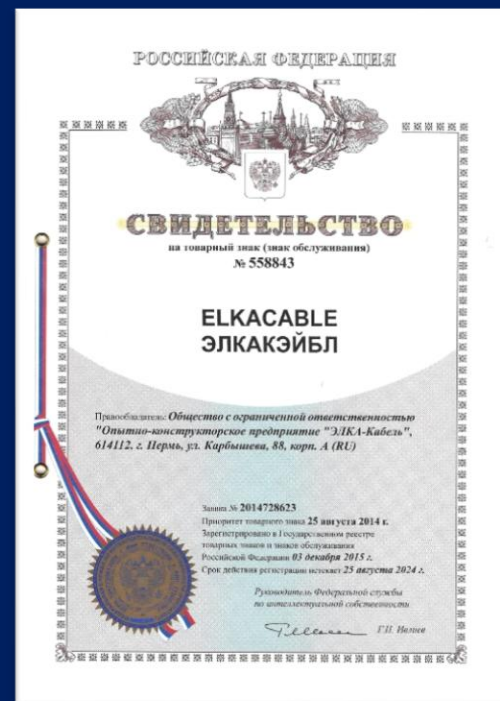 РОССИЙСКАЯ ФЕДЕРАЦИЯ
СВИДЕТЕЛЬСТВО
на товарный знак (знак обслуживания)
№ 558843
ELKACABLE
ЭЛКАКЭЙБЛ
Правообладатель: Общество с ограниченной ответственностью
"Опытно-конструкторское предприятие "ЭЛКА-Кабель",
614112, г. Пермь, ул. Карбышева, 88, корп. А (RU)
Заявка № 2014728623
Приоритет товарного знака 25 августа 2014 г.
Зарегистрировано в Государственном реестре
товарных знаков и знаков обслуживания
Российской Федерации 03 декабря 2015 г.
Срок действия регистрации истекает 25 августа 2024 г.
Руководитель Федеральной службы
по интеллектуальной собственности
Г.П. Ивлиев